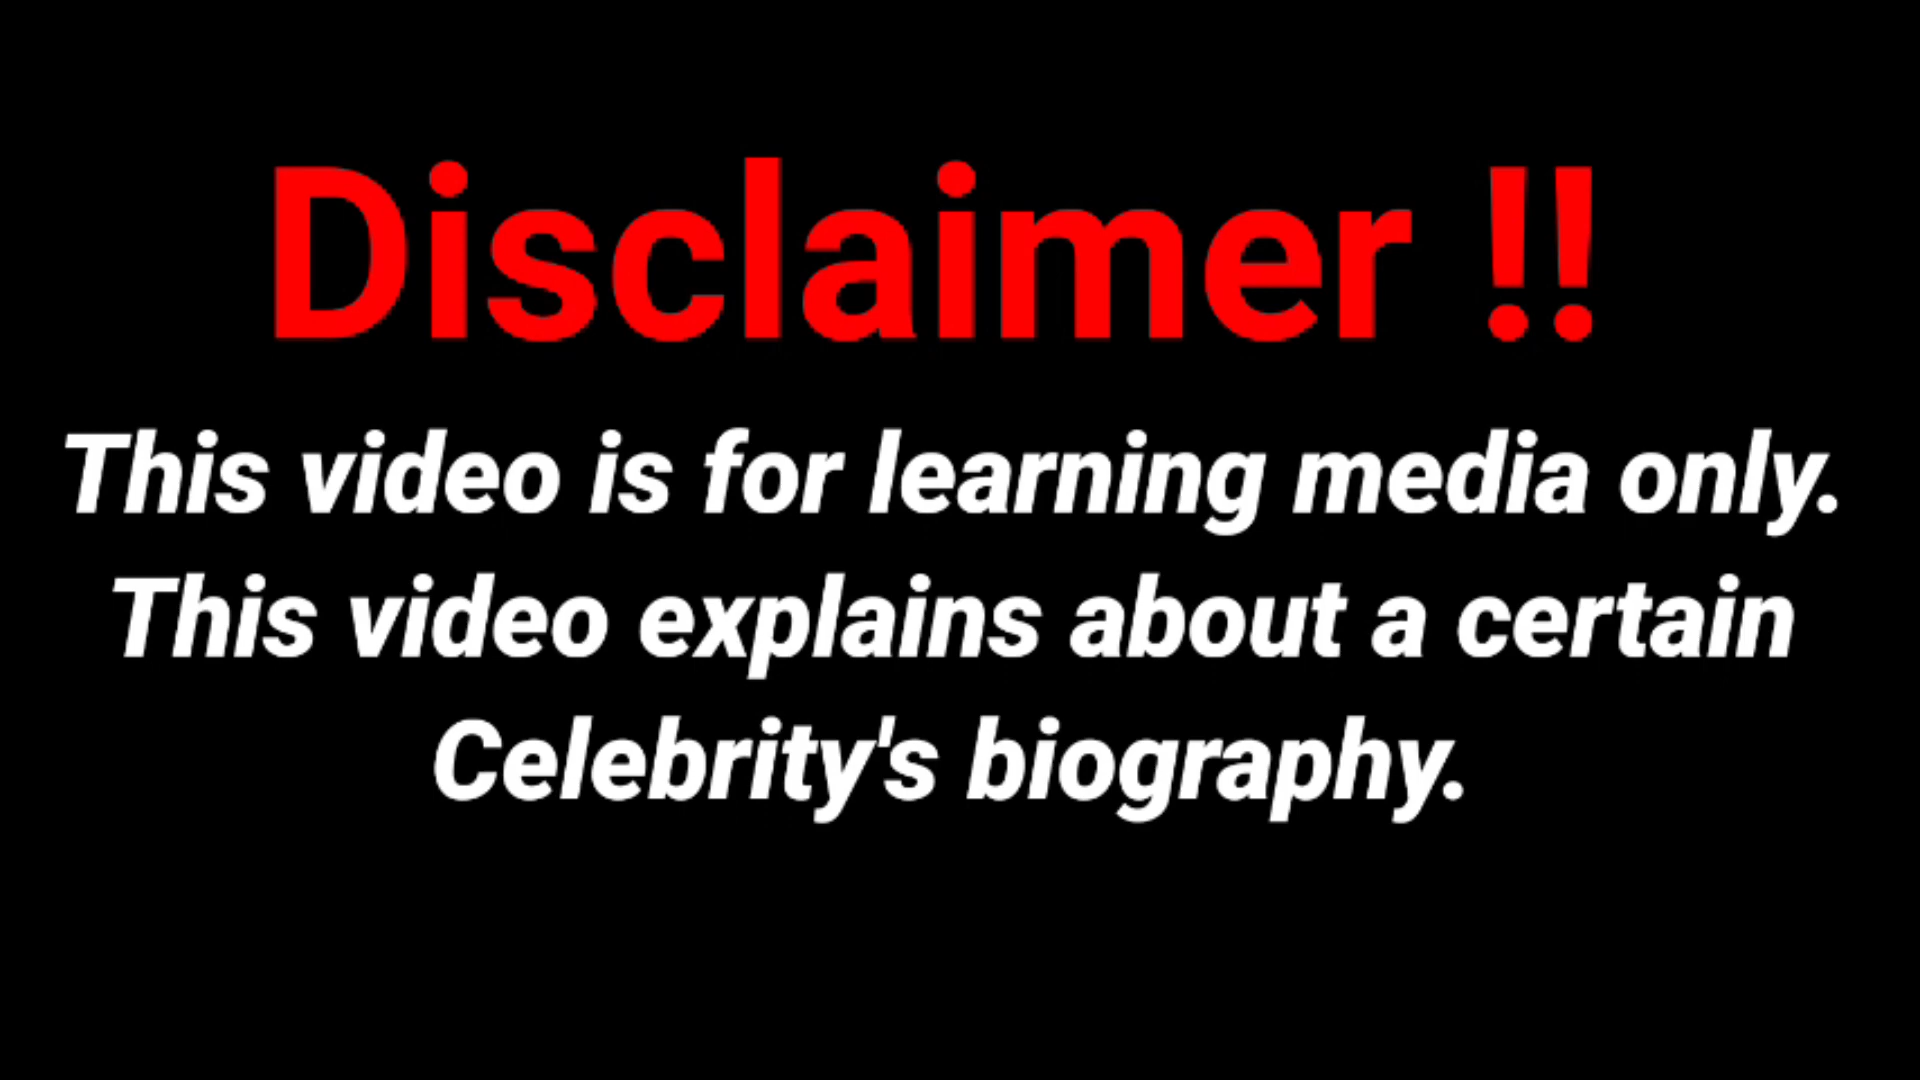 Disclaimer !!
This video is for learning media only.
This video explains about a certain
Celebrity's biography.